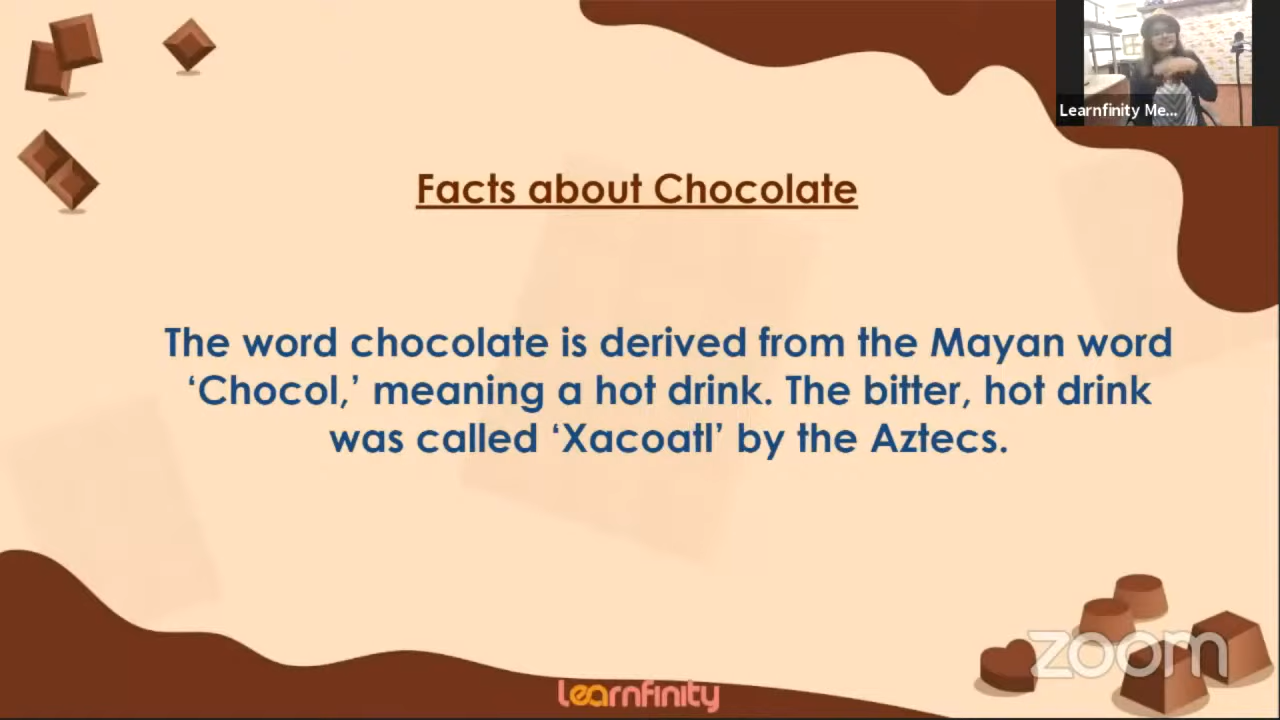 Learnfinity Me...
Facts about Chocolate
The word chocolate is derived from the Mayan word
‘Chocol,’ meaning a hot drink. The bitter, hot drink
was called ‘Xacoatl’ by the Aztecs.
zoom
Learnfinity